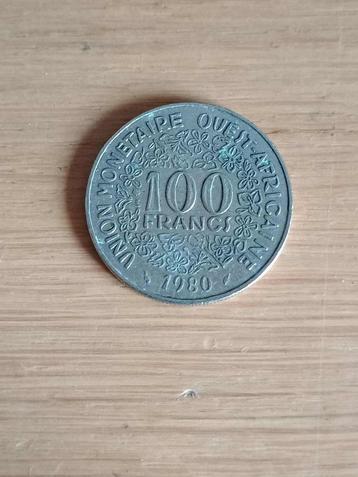 UNION MONETAIRE OUEST-AFRICAINE
100
FRANCS
1980